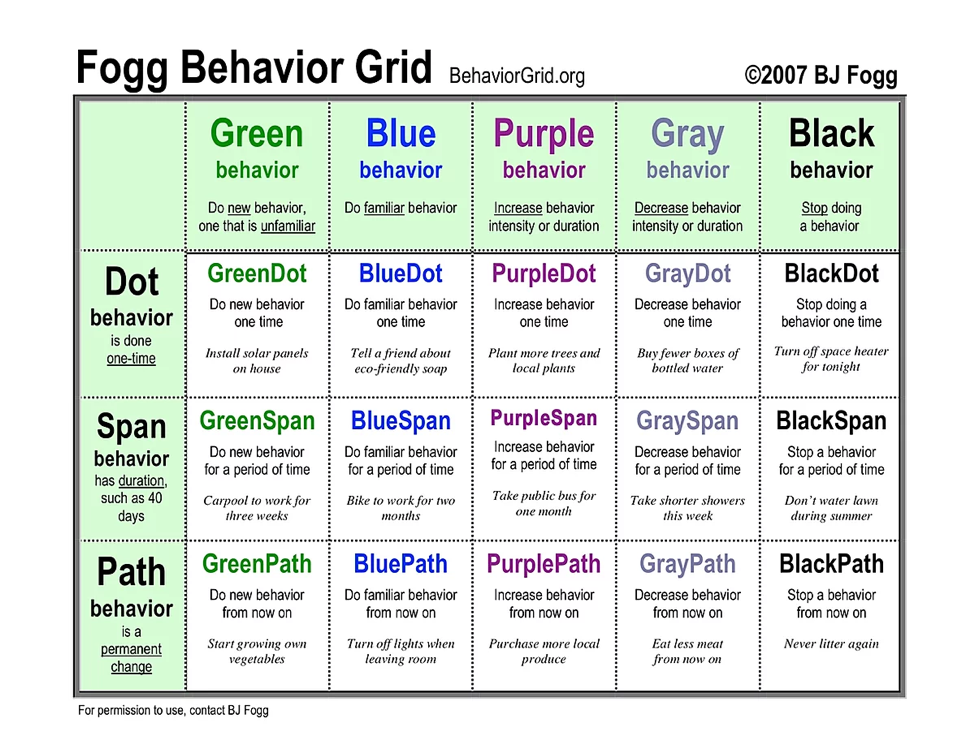 Fogg Behavior Grid BehaviorGrid.org ©2007 BJ Fogg
Green
behavior
Do new behavior,
one that is unfamiliar
Blue
behavior
Do familiar behavior
Purple
behavior
Increase behavior
intensity or duration
Gray
behavior
Decrease behavior
intensity or duration
Black
behavior
Stop doing
a behavior
Dot
behavior
is done
one-time
GreenDot
Do new behavior
one time
Install solar panels
on house
BlueDot
Do familiar behavior
one time
Tell a friend about
eco-friendly soap
PurpleDot
Increase behavior
one time
Plant more trees and
local plants
GrayDot
Decrease behavior
one time
Buy fewer boxes of
bottled water
BlackDot
Stop doing a
behavior one time
Turn off space heater
for tonight
Span
behavior
has duration,
such as 40
days
GreenSpan
Do new behavior
for a period of time
Carpool to work for
three weeks
BlueSpan
Do familiar behavior
for a period of time
Bike to work for two
months
PurpleSpan
Increase behavior
for a period of time
Take public bus for
one month
GraySpan
Decrease behavior
for a period of time
Take shorter showers
this week
BlackSpan
Stop a behavior
for a period of time
Don't water lawn
during summer
Path
behavior
is a
permanent
change
GreenPath
Do new behavior
from now on
Start growing own
vegetables
BluePath
Do familiar behavior
from now on
Turn off lights when
leaving room
PurplePath
Increase behavior
from now on
Purchase more local
produce
GrayPath
Decrease behavior
from now on
Eat less meat
from now on
BlackPath
Stop a behavior
from now on
Never litter again
For permission to use, contact BJ Fogg